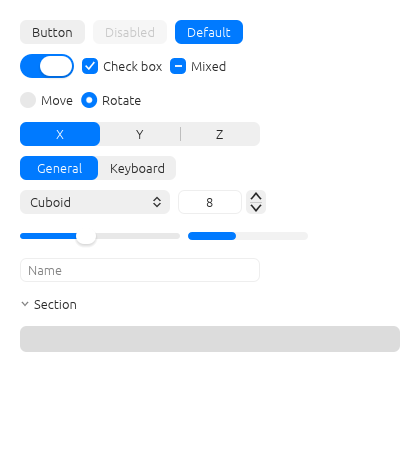 Button Disabled Default
Check box Mixed
Move Rotate
X Y Z
General Keyboard
Cuboid 8
Name
Section